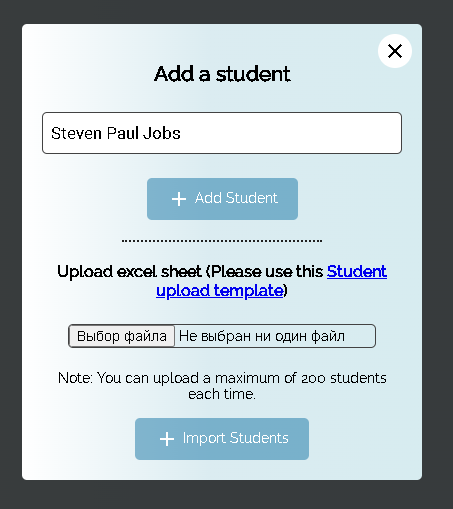 Add a student
Steven Paul Jobs
Add Student
Upload excel sheet (Please use this Student
upload template)
Выбор файла Не выбран ни один файл
Note: You can upload a maximum of 200 students
each time.
Import Students